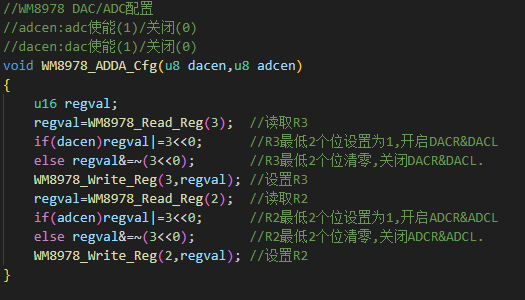 //WM8978 DAC/ADC配置
//adcen:adc使能(1)/关闭(0)
//dacen:dac使能(1)/关闭(0)
void WM8978_ADDA_Cfg(u8 dacen,u8 adcen)
{
    u16 regval;
    regval=WM8978_Read_Reg(3);  //读取R3
    if(dacen)regval|=3<<0;      //R3最低2个位设置为1,开启DACR&DACL
    else regval&=~(3<<0);       //R3最低2个位清零,关闭DACR&DACL.
    WM8978_Write_Reg(3,regval); //设置R3
    regval=WM8978_Read_Reg(2);  //读取R2
    if(adcen)regval|=3<<0;      //R2最低2个位设置为1,开启ADCR&ADCL
    else regval&=~(3<<0);       //R2最低2个位清零,关闭ADCR&ADCL.
    WM8978_Write_Reg(2,regval); //设置R2
}